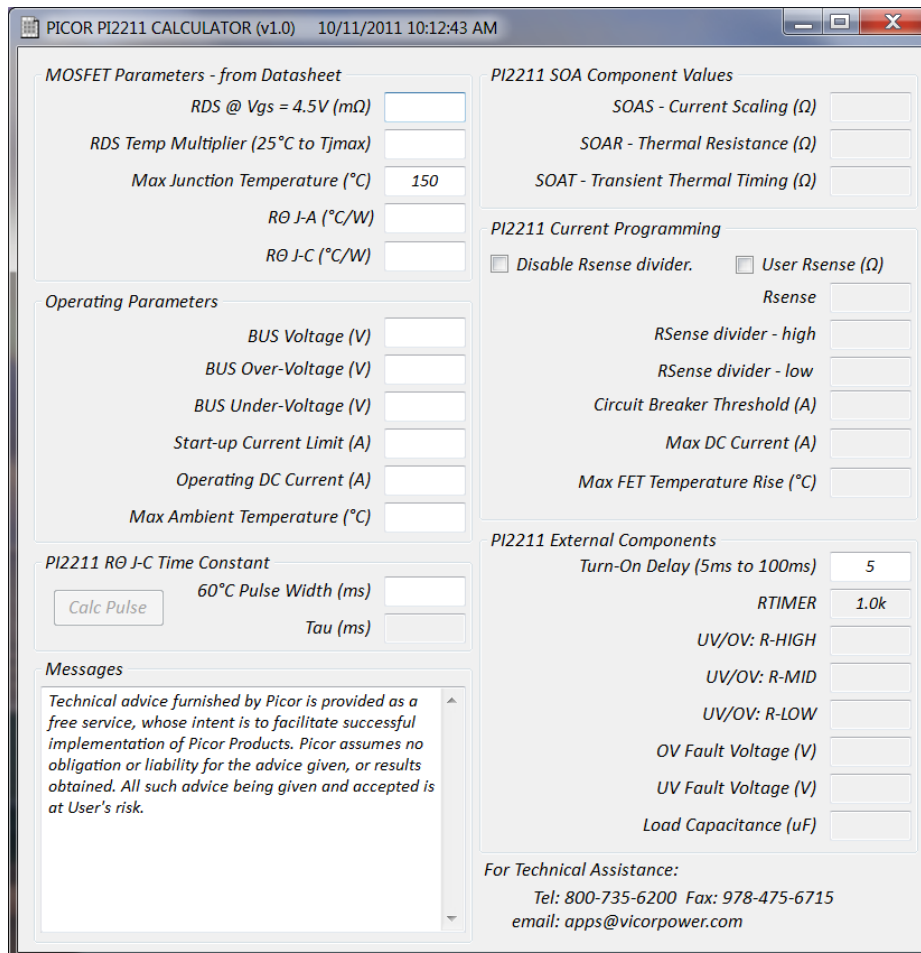 PICOR PI2211 CALCULATOR (v1.0) 10/11/2011 10:12:43 AM
MOSFET Parameters - from Datasheet
RDS @ Vgs = 4.5V (mΩ)
RDS Temp Multiplier (25°C to Tjmax)
Max Junction Temperature (°C) 150
RΘ J-A (°C/W)
RΘ J-C (°C/W)
Operating Parameters
BUS Voltage (V)
BUS Over-Voltage (V)
BUS Under-Voltage (V)
Start-up Current Limit (A)
Operating DC Current (A)
Max Ambient Temperature (°C)
PI2211 RΘ J-C Time Constant
60°C Pulse Width (ms)
Calc Pulse
Tau (ms)
Messages
Technical advice furnished by Picor is provided as a
free service, whose intent is to facilitate successful
implementation of Picor Products. Picor assumes no
obligation or liability for the advice given, or results
obtained. All such advice being given and accepted is
at User's risk.
PI2211 SOA Component Values
SOAS - Current Scaling (Ω)
SOAR - Thermal Resistance (Ω)
SOAT - Transient Thermal Timing (Ω)
PI2211 Current Programming
Disable Rsense divider. User Rsense (Ω)
Rsense
RSense divider - high
RSense divider - low
Circuit Breaker Threshold (A)
Max DC Current (A)
Max FET Temperature Rise (°C)
PI2211 External Components
Turn-On Delay (5ms to 100ms) 5
RTIMER 1.0k
UV/OV: R-HIGH
UV/OV: R-MID
UV/OV: R-LOW
OV Fault Voltage (V)
UV Fault Voltage (V)
Load Capacitance (uF)
For Technical Assistance:
Tel: 800-735-6200 Fax: 978-475-6715
email: apps@vicorpower.com